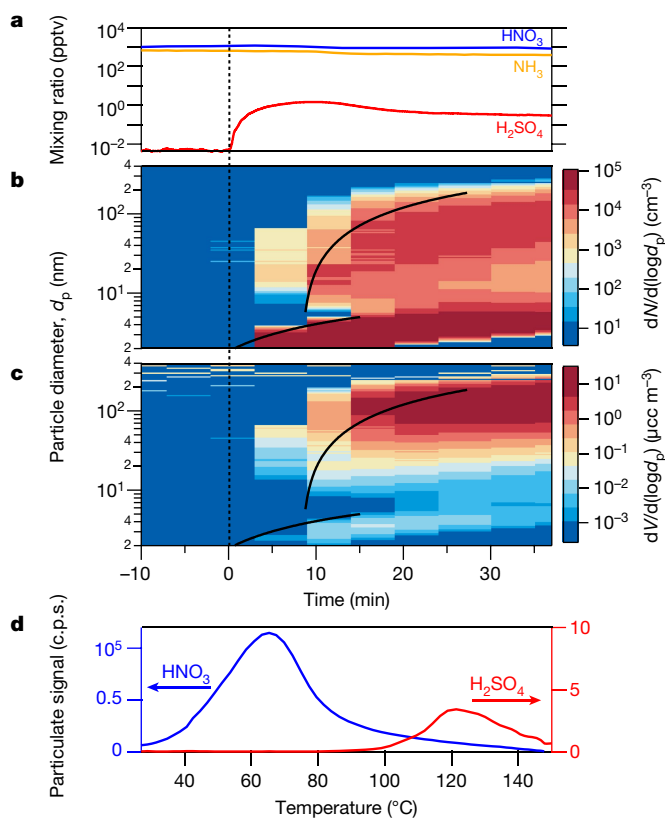 a
Mixing ratio (pptv)
10⁴
10²
10⁰
10⁻²
HNO₃
NH₃
H₂SO₄
b
4
10²
4
2
10¹
4
2
10⁵
10⁴
10³
10²
10¹
dN/d(logdₚ) (cm⁻³)
Particle diameter, dₚ (nm)
c
4
2
10²
4
2
10¹
4
2
10¹
10⁰
10⁻¹
10⁻²
10⁻³
dV/d(logdₚ) (μcc m⁻³)
−10
0
10
20
30
Time (min)
d
Particulate signal (c.p.s.)
10⁵
0.5
0
HNO₃
H₂SO₄
10
5
0
40
60
80
100
120
140
Temperature (°C)